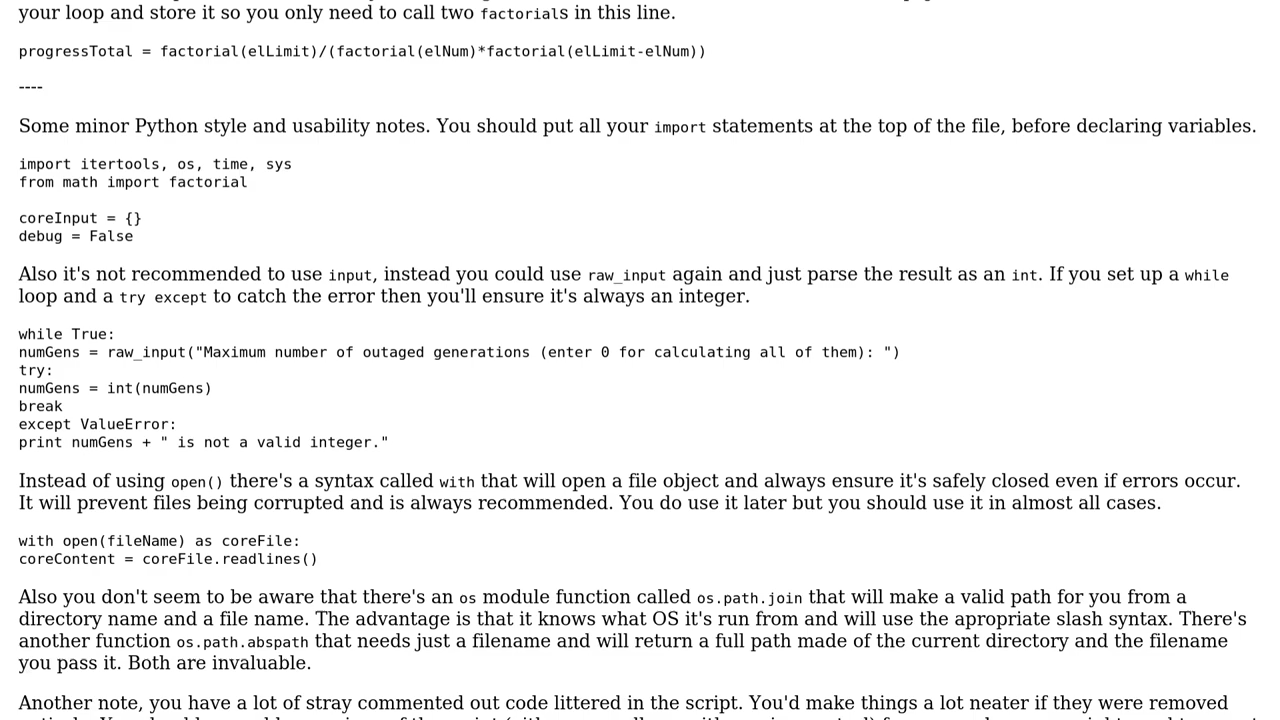 your loop and store it so you only need to call two factorials in this line.
progressTotal = factorial(elLimit)/(factorial(elNum)*factorial(elLimit-elNum))
----
Some minor Python style and usability notes. You should put all your import statements at the top of the file, before declaring variables.
import itertools, os, time, sys
from math import factorial
coreInput = {}
debug = False
Also it's not recommended to use input, instead you could use raw_input again and just parse the result as an int. If you set up a while
loop and a try except to catch the error then you'll ensure it's always an integer.
while True:
numGens = raw_input("Maximum number of outaged generations (enter 0 for calculating all of them): ")
try:
numGens = int(numGens)
break
except ValueError:
print numGens + " is not a valid integer."
Instead of using open() there's a syntax called with that will open a file object and always ensure it's safely closed even if errors occur.
It will prevent files being corrupted and is always recommended. You do use it later but you should use it in almost all cases.
with open(fileName) as coreFile:
coreContent = coreFile.readlines()
Also you don't seem to be aware that there's an os module function called os.path.join that will make a valid path for you from a
directory name and a file name. The advantage is that it knows what OS it's run from and will use the apropriate slash syntax. There's
another function os.path.abspath that needs just a filename and will return a full path made of the current directory and the filename
you pass it. Both are invaluable.
Another note, you have a lot of stray commented out code littered in the script. You'd make things a lot neater if they were removed